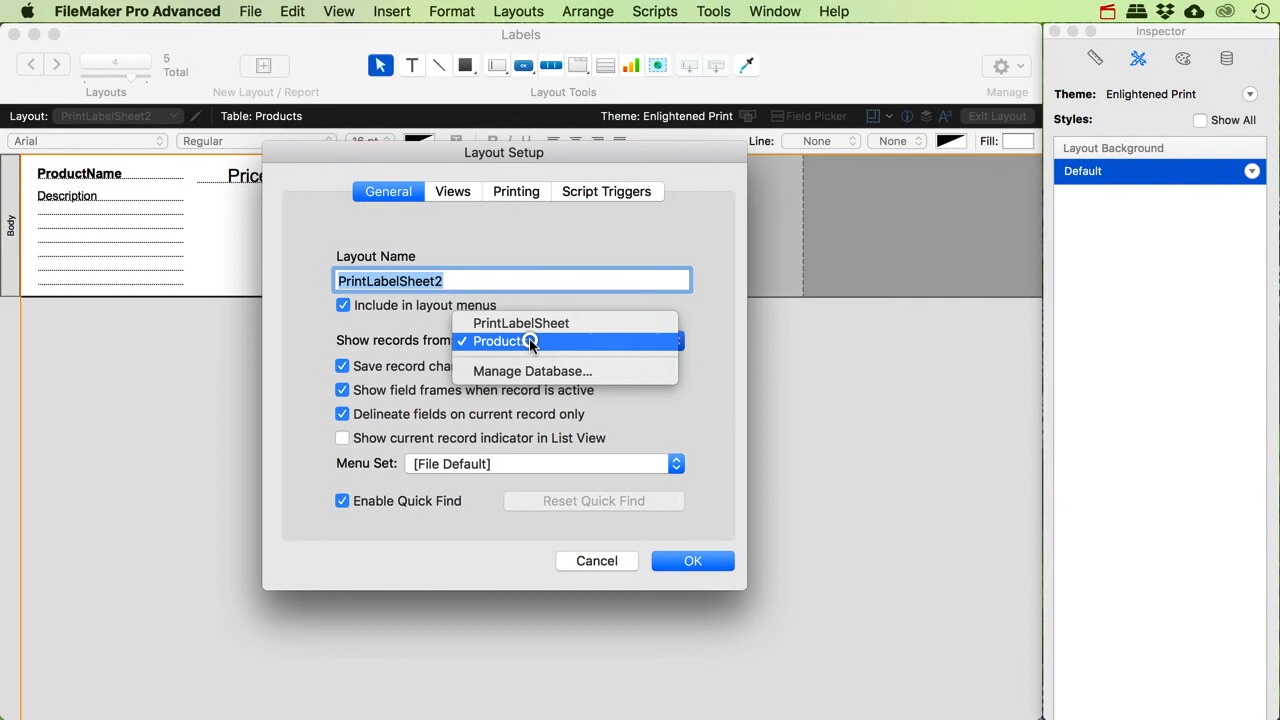 FileMaker Pro Advanced File Edit View Insert Format Layouts Arrange Scripts Tools Window Help
Labels
Inspector
4
5
Total
Layouts
New Layout / Report
Layout Tools
Manage
Theme: Enlightened Print
Styles: Show All
Layout: PrintLabelSheet2 Table: Products Theme: Enlightened Print Field Picker Exit Layout
Arial Regular 16 pt Line: None None Fill:
Layout Background
Default
Body
ProductName
Description
Price
Layout Setup
General Views Printing Script Triggers
Layout Name
PrintLabelSheet2
Include in layout menus
PrintLabelSheet
Show records from: Products
Manage Database...
Save record cha
Show field frames when record is active
Delineate fields on current record only
Show current record indicator in List View
Menu Set: [File Default]
Enable Quick Find Reset Quick Find
Cancel OK